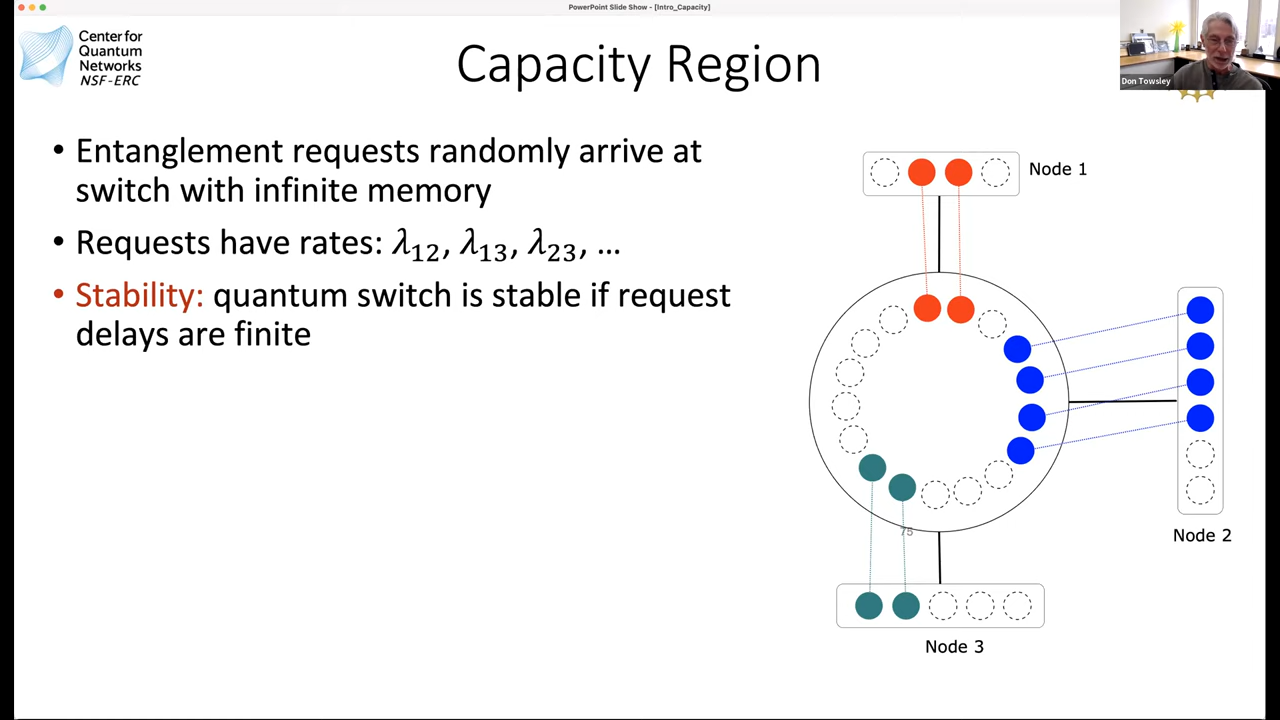 PowerPoint Slide Show - [Intro_Capacity]
Center for
Quantum
Networks
NSF-ERC
Capacity Region
Don Towsley
• Entanglement requests randomly arrive at
switch with infinite memory
• Requests have rates: λ₁₂, λ₁₃, λ₂₃, …
• Stability: quantum switch is stable if request
delays are finite
Node 1
Node 2
75
Node 3